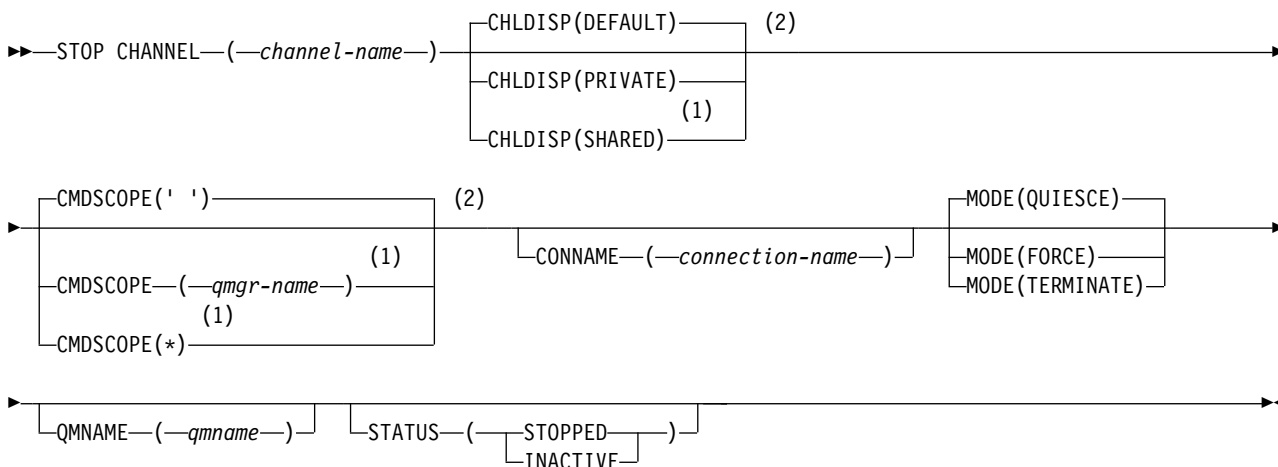 CHLDISP(DEFAULT) (2)
STOP CHANNEL ( channel-name )
CHLDISP(PRIVATE)
(1)
CHLDISP(SHARED)
CMDSCOPE(' ') (2) MODE(QUIESCE)
(1) CONNAME ( connection-name ) MODE(FORCE)
CMDSCOPE ( qmgr-name ) MODE(TERMINATE)
(1)
CMDSCOPE(*)
QMNAME ( qmname ) STATUS ( STOPPED )
INACTIVE